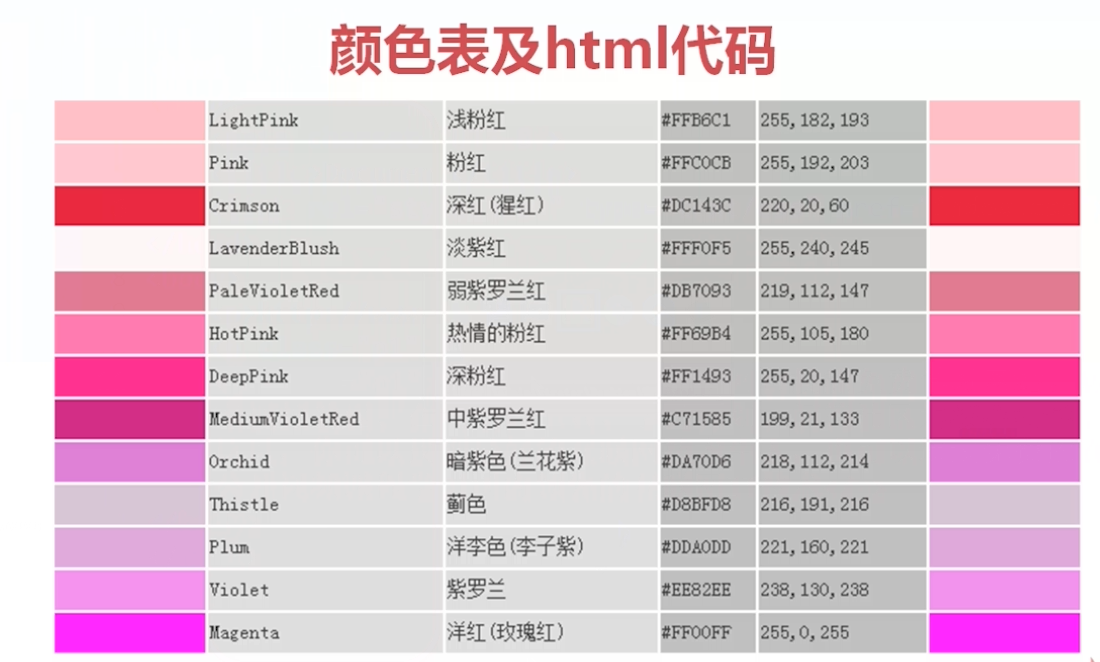 颜色表及html代码
LightPink 浅粉红 #FFB6C1 255,182,193
Pink 粉红 #FFC0CB 255,192,203
Crimson 深红(猩红) #DC143C 220,20,60
LavenderBlush 淡紫红 #FFF0F5 255,240,245
PaleVioletRed 弱紫罗兰红 #DB7093 219,112,147
HotPink 热情的粉红 #FF69B4 255,105,180
DeepPink 深粉红 #FF1493 255,20,147
MediumVioletRed 中紫罗兰红 #C71585 199,21,133
Orchid 暗紫色(兰花紫) #DA70D6 218,112,214
Thistle 蓟色 #D8BFD8 216,191,216
Plum 洋李色(李子紫) #DDA0DD 221,160,221
Violet 紫罗兰 #EE82EE 238,130,238
Magenta 洋红(玫瑰红) #FF00FF 255,0,255